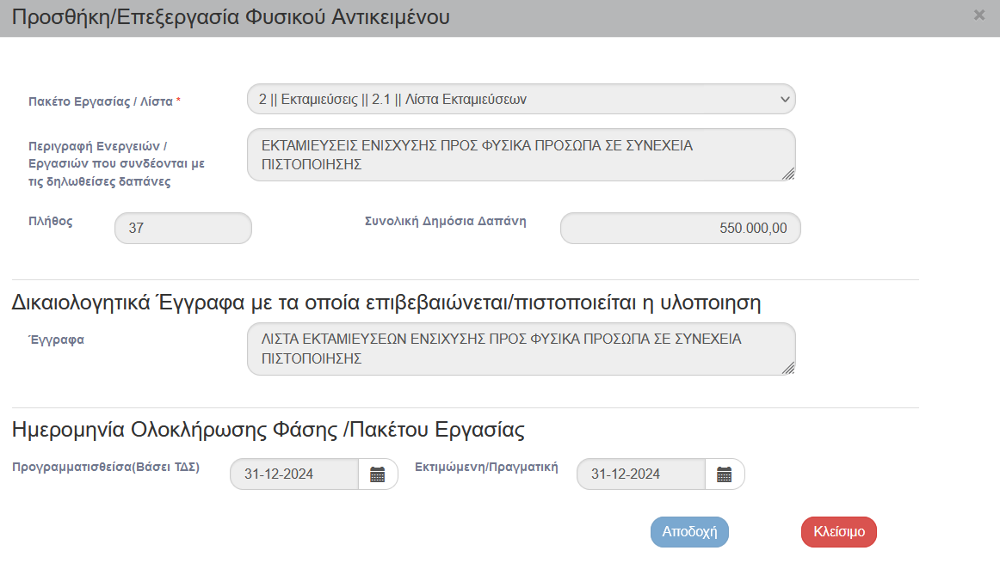 Προσθήκη/Επεξεργασία Φυσικού Αντικειμένου
×
Πακέτο Εργασίας / Λίστα *
2 || Εκταμιεύσεις || 2.1 || Λίστα Εκταμιεύσεων
Περιγραφή Ενεργειών /
Εργασιών που συνδέονται με
τις δηλωθείσες δαπάνες
ΕΚΤΑΜΙΕΥΣΕΙΣ ΕΝΙΣΧΥΣΗΣ ΠΡΟΣ ΦΥΣΙΚΑ ΠΡΟΣΩΠΑ ΣΕ ΣΥΝΕΧΕΙΑ
ΠΙΣΤΟΠΟΙΗΣΗΣ
Πλήθος
37
Συνολική Δημόσια Δαπάνη
550.000,00
Δικαιολογητικά Έγγραφα με τα οποία επιβεβαιώνεται/πιστοποιείται η υλοποιηση
Έγγραφα
ΛΙΣΤΑ ΕΚΤΑΜΙΕΥΣΕΩΝ ΕΝΣΙΧΥΣΗΣ ΠΡΟΣ ΦΥΣΙΚΑ ΠΡΟΣΩΠΑ ΣΕ ΣΥΝΕΧΕΙΑ
ΠΙΣΤΟΠΟΙΗΣΗΣ
Ημερομηνία Ολοκλήρωσης Φάσης /Πακέτου Εργασίας
Προγραμματισθείσα(Βάσει ΤΔΣ)
31-12-2024
Εκτιμώμενη/Πραγματική
31-12-2024
Αποδοχή
Κλείσιμο